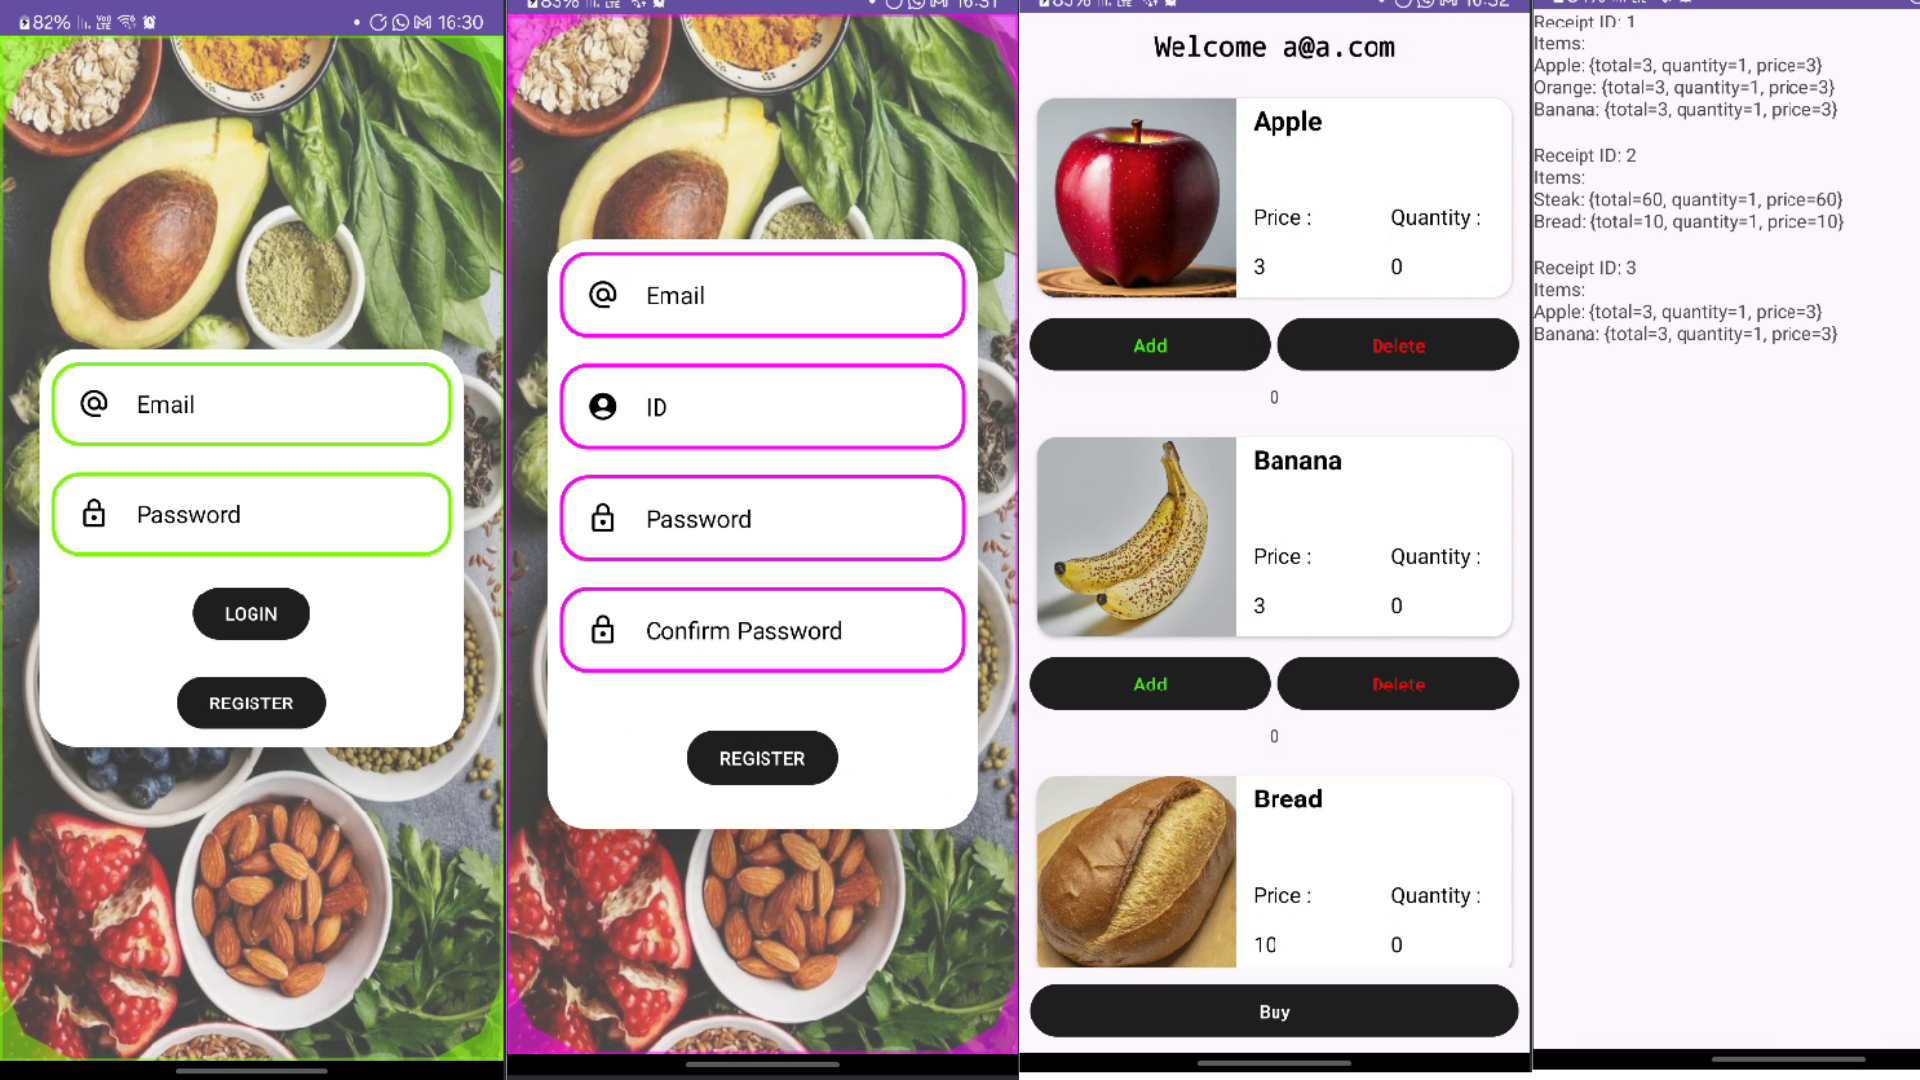 82%
16:30
Email
Password
LOGIN
REGISTER
83%
16:31
Email
ID
Password
Confirm Password
REGISTER
16:32
Welcome a@a.com
Apple
Price : Quantity :
3 0
Add Delete
0
Banana
Price : Quantity :
3 0
Add Delete
0
Bread
Price : Quantity :
10 0
Buy
Receipt ID: 1
Items:
Apple: {total=3, quantity=1, price=3}
Orange: {total=3, quantity=1, price=3}
Banana: {total=3, quantity=1, price=3}
Receipt ID: 2
Items:
Steak: {total=60, quantity=1, price=60}
Bread: {total=10, quantity=1, price=10}
Receipt ID: 3
Items:
Apple: {total=3, quantity=1, price=3}
Banana: {total=3, quantity=1, price=3}